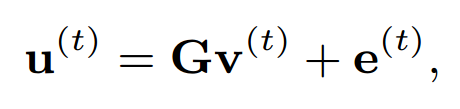 𝐮^{(t)} = 𝐆𝐯^{(t)} + 𝐞^{(t)},